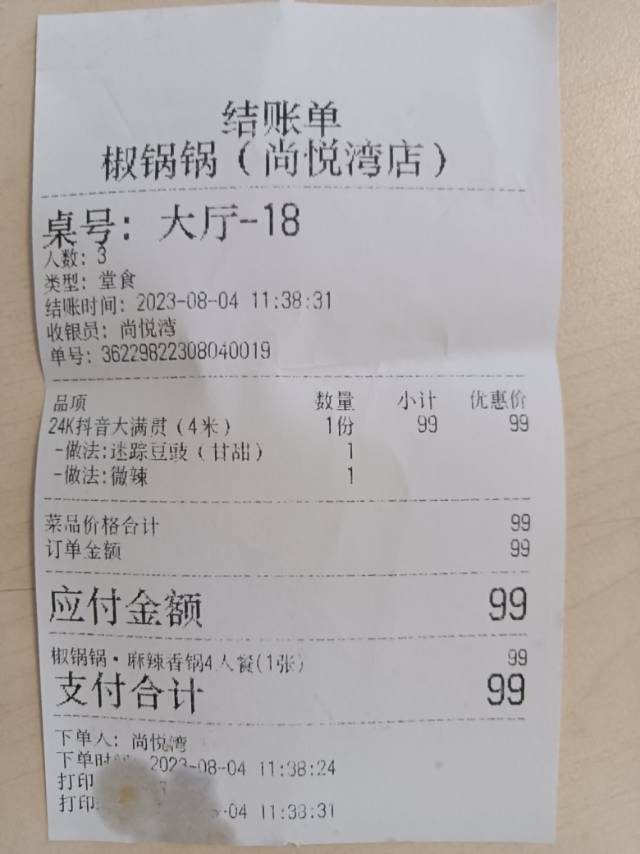 结账单
椒锅锅（尚悦湾店）
桌号：大厅-18
人数：3
类型：堂食
结账时间：2023-08-04 11:38:31
收银员：尚悦湾
单号：36229822308040019
品项 数量 小计 优惠价
24K抖音大满贯（4米） 1份 99 99
-做法:迷踪豆豉（甘甜） 1
-做法:微辣 1
菜品价格合计 99
订单金额 99
应付金额 99
椒锅锅·麻辣香锅4人餐(1张) 99
支付合计 99
下单人：尚悦湾
下单时 2023-08-04 11:38:24
打印
打印 -04 11:38:31